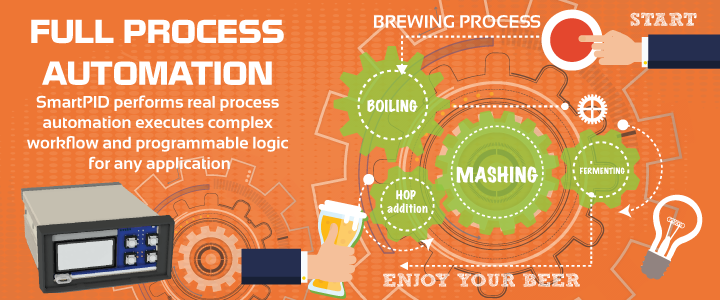 FULL PROCESS
AUTOMATION
SmartPID performs real process
automation executes complex
workflow and programmable logic
for any application
BREWING PROCESS
START
BOILING
MASHING
FERMENTING
HOP
addition
ENJOY YOUR BEER